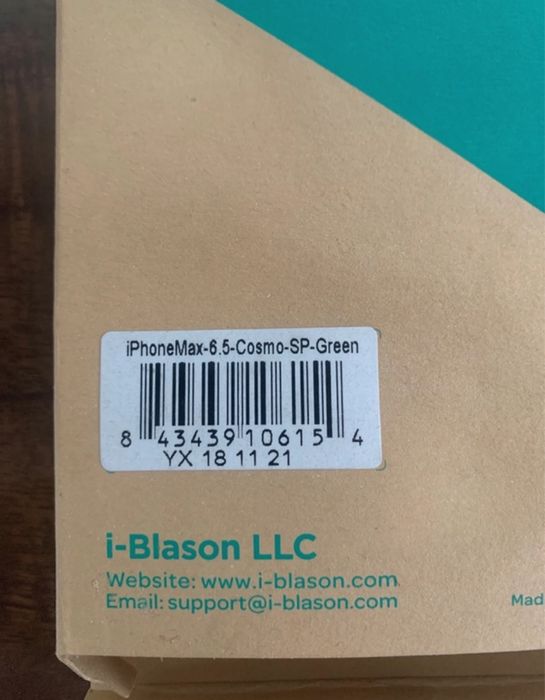 iPhoneMax-6.5-Cosmo-SP-Green
8 43439 10615 4
YX 18 11 21
i-Blason LLC
Website: www.i-blason.com
Email: support@i-blason.com
Mad